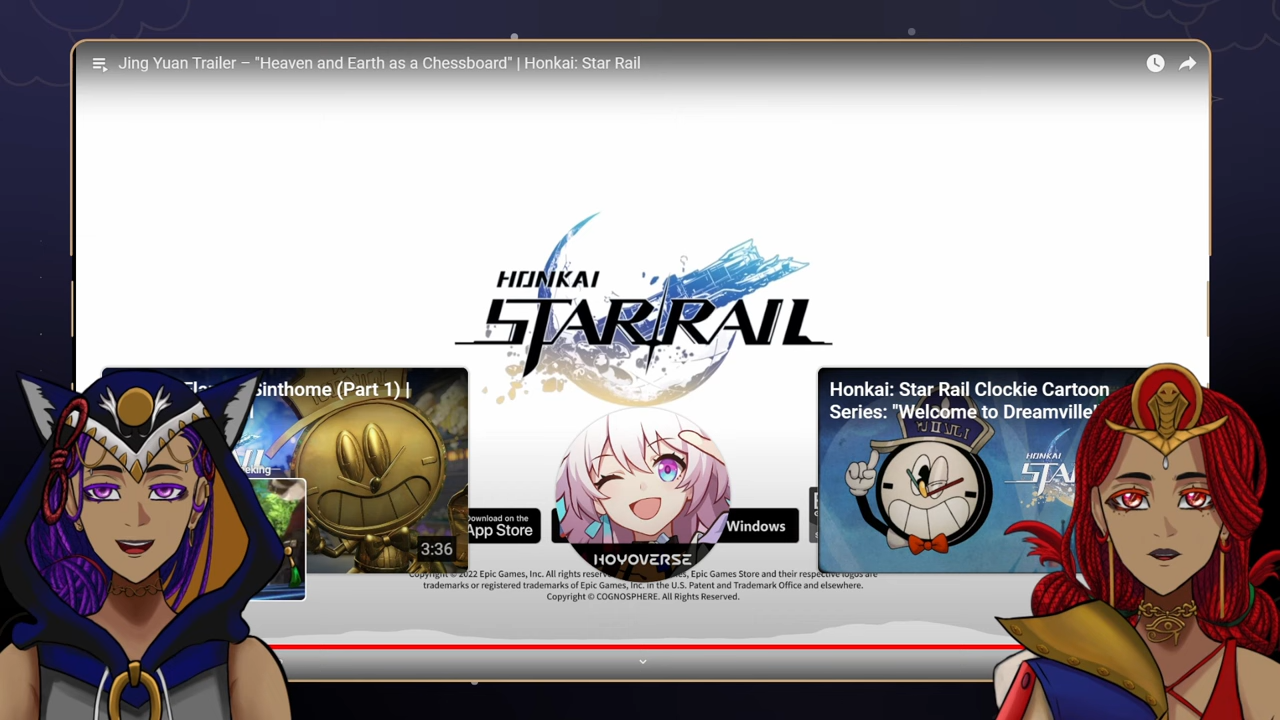 Jing Yuan Trailer – "Heaven and Earth as a Chessboard" | Honkai: Star Rail
HONKAI
STAR RAIL
Sinthome (Part 1) |
3:36
Download on the
App Store
HOYOVERSE
Windows
Honkai: Star Rail Clockie Cartoon
Series: "Welcome to Dreamville"
HONKAI
Copyright © 2022 Epic Games, Inc. All rights
Epic Games Store and their respective logos are
trademarks or registered trademarks of Epic Games, Inc. in the U.S. Patent and Trademark Office and elsewhere.
Copyright © COGNOSPHERE. All Rights Reserved.